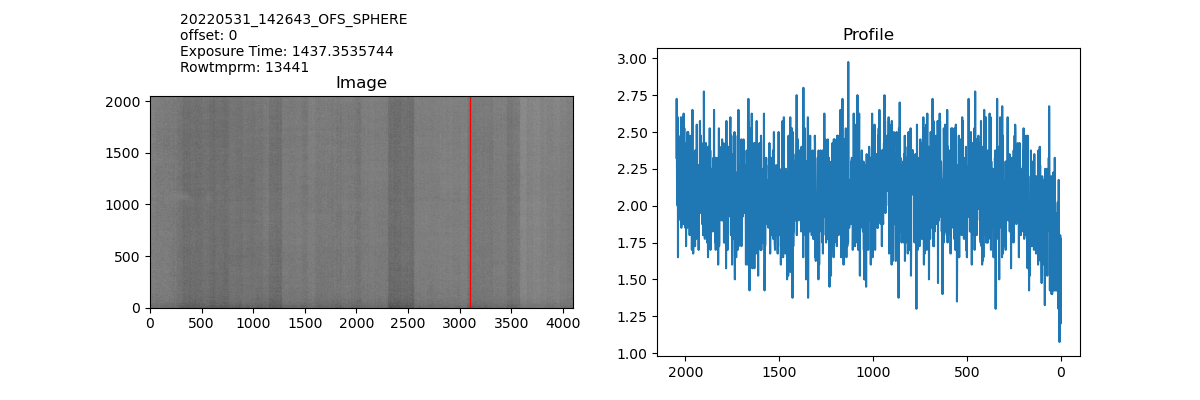 20220531_142643_OFS_SPHERE
offset: 0
Exposure Time: 1437.3535744
Rowtmprm: 13441
Image
2000
1500
1000
500
0
0 500 1000 1500 2000 2500 3000 3500 4000
Profile
3.00
2.75
2.50
2.25
2.00
1.75
1.50
1.25
1.00
2000 1500 1000 500 0